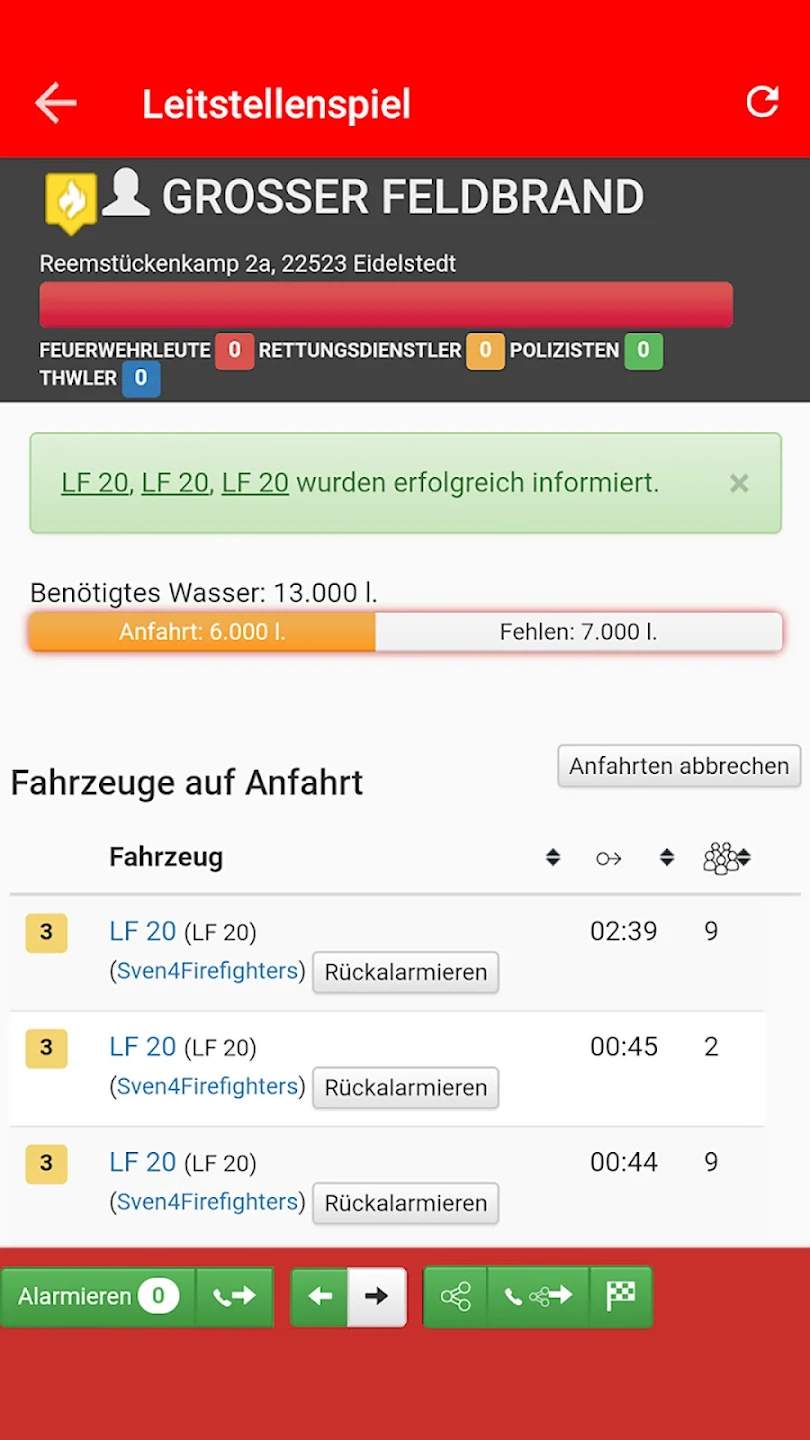 Leitstellenspiel
GROSSER FELDBRAND
Reemstückenkamp 2a, 22523 Eidelstedt
FEUERWEHRLEUTE 0 RETTUNGSDIENSTLER 0 POLIZISTEN 0
THWLER 0
LF 20, LF 20, LF 20 wurden erfolgreich informiert. ×
Benötigtes Wasser: 13.000 l.
Anfahrt: 6.000 l. Fehlen: 7.000 l.
Anfahrten abbrechen
Fahrzeuge auf Anfahrt
Fahrzeug
3 LF 20 (LF 20) 02:39 9
(Sven4Firefighters) Rückalarmieren
3 LF 20 (LF 20) 00:45 2
(Sven4Firefighters) Rückalarmieren
3 LF 20 (LF 20) 00:44 9
(Sven4Firefighters) Rückalarmieren
Alarmieren 0